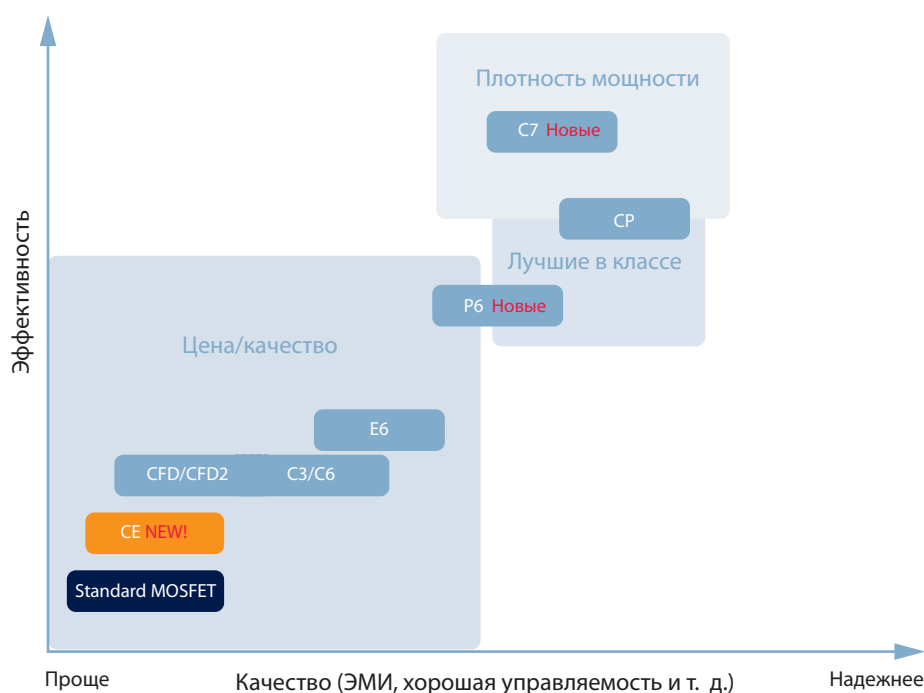 Эффективность
Плотность мощности
C7 Новые
CP
Лучшие в классе
P6 Новые
Цена/качество
E6
CFD/CFD2
C3/C6
CE NEW!
Standard MOSFET
Проще
Качество (ЭМИ, хорошая управляемость и т. д.)
Надежнее